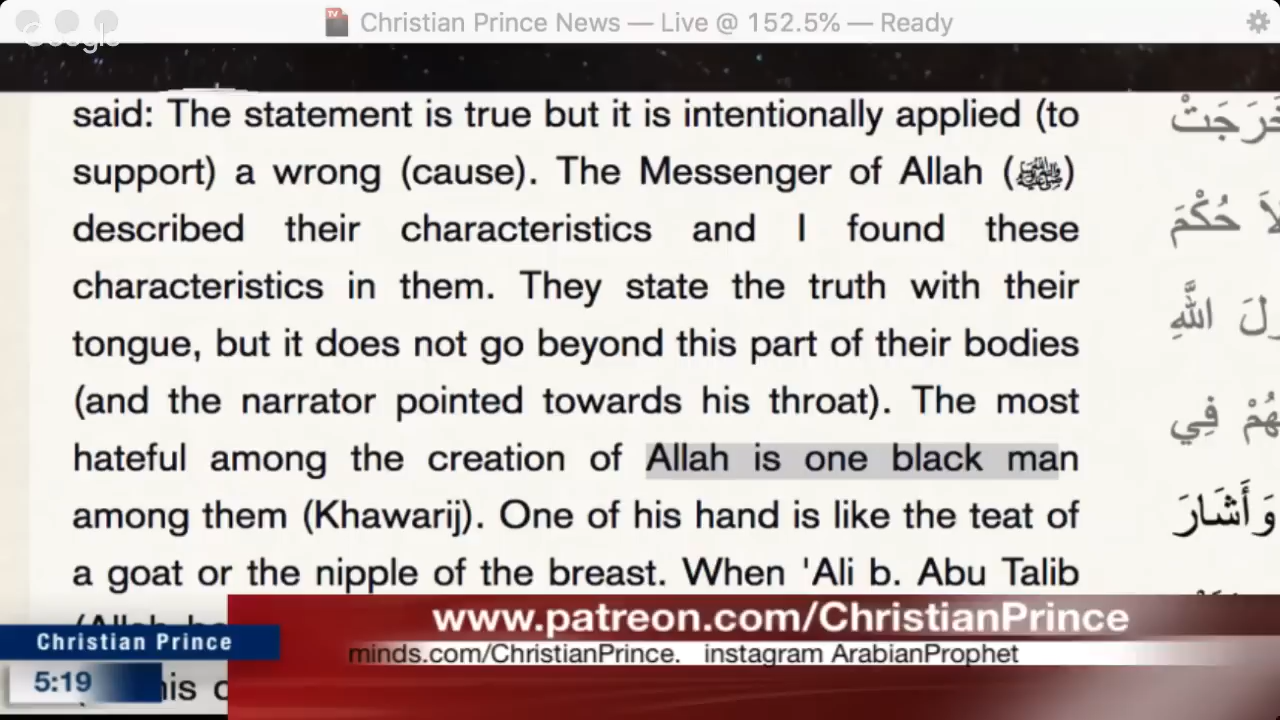 Christian Prince News — Live @ 152.5% — Ready
Google
said: The statement is true but it is intentionally applied (to
support) a wrong (cause). The Messenger of Allah (ﷺ)
described their characteristics and I found these
characteristics in them. They state the truth with their
tongue, but it does not go beyond this part of their bodies
(and the narrator pointed towards his throat). The most
hateful among the creation of Allah is one black man
among them (Khawarij). One of his hand is like the teat of
a goat or the nipple of the breast. When 'Ali b. Abu Talib
خَرَجَتْ
لاَ حُكْمَ
اللَّهِ
فِي
وَأَشَارَ
www.patreon.com/ChristianPrince
Christian Prince
minds.com/ChristianPrince. instagram ArabianProphet
5:19